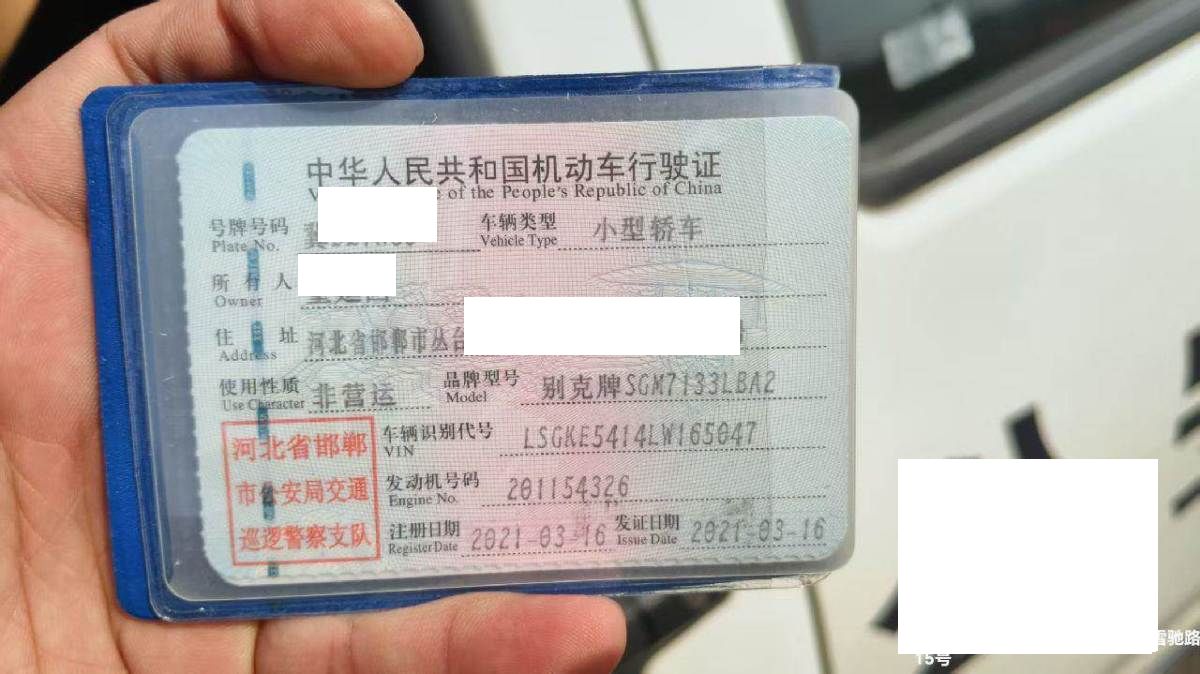 中华人民共和国机动车行驶证
of the People's Republic of China
号牌号码 车辆类型 小型轿车
Plate No. Vehicle Type
所有人
Owner
住址 河北省邯郸市丛台
Address
使用性质 非营运 品牌型号 别克牌SGM7133LBA2
Use Character Model
河北省邯郸
市公安局交通
巡逻警察支队
车辆识别代号 LSGKE5414LW165047
VIN
发动机号码 201154326
Engine No.
注册日期 2021-03-16 发证日期 2021-03-16
Register Date Issue Date
雪驰路
15号